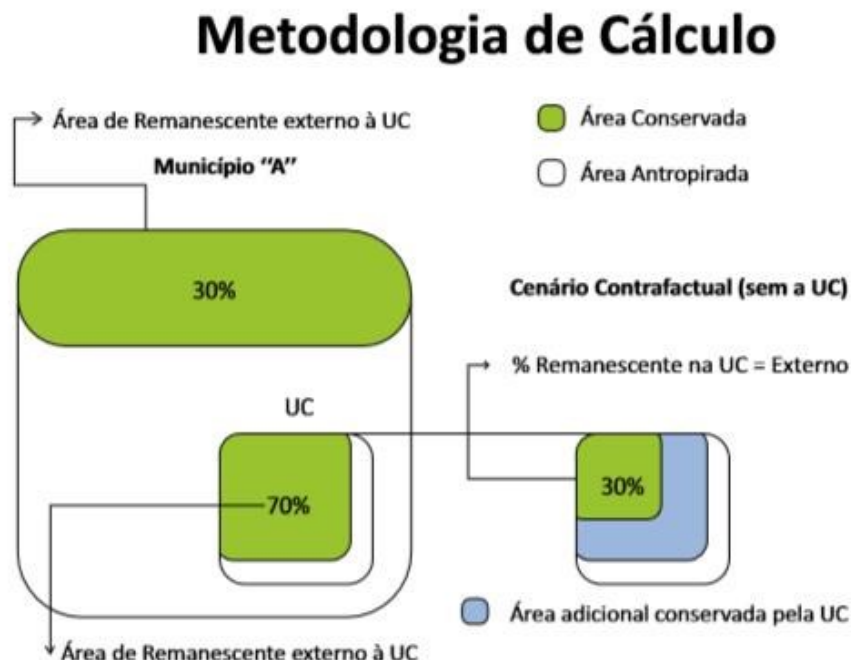 Metodologia de Cálculo
Área de Remanescente externo à UC
Município "A"
Área Conservada
Área Antropirada
30%
Cenário Contrafactual (sem a UC)
% Remanescente na UC = Externo
UC
70%
30%
Área adicional conservada pela UC
Área de Remanescente externo à UC